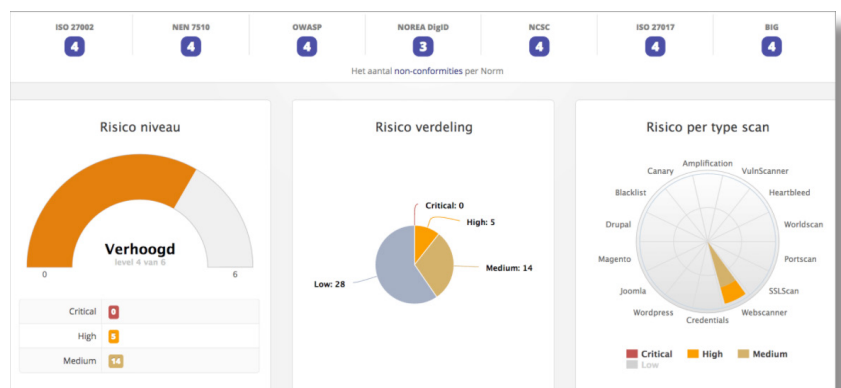 ISO 27002 NEN 7510 OWASP NOREA DigiD NCSC ISO 27017 BIG
4 4 4 3 4 4 4
Het aantal non-conformities per Norm
Risico niveau
Verhoogd
level 4 van 6
0 6
Critical 0
High 5
Medium 14
Risico verdeling
Critical: 0
High: 5
Medium: 14
Low: 28
Risico per type scan
Amplification
Canary VulnScanner
Blacklist Heartbleed
Drupal Worldscan
Magento Portscan
Joomla SSLScan
Wordpress Webscanner
Credentials
Critical High Medium
Low